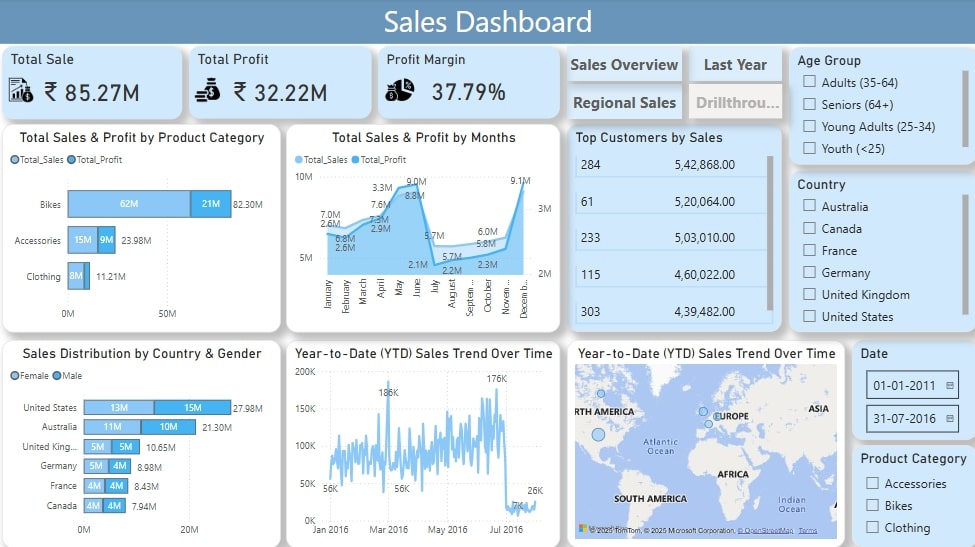 Sales Dashboard
Total Sale
₹ 85.27M
Total Profit
₹ 32.22M
Profit Margin
37.79%
Sales Overview
Last Year
Regional Sales
Drillthrou...
Age Group
Adults (35-64)
Seniors (64+)
Young Adults (25-34)
Youth (<25)
Total Sales & Profit by Product Category
Total_Sales Total_Profit
Bikes 62M 21M 82.30M
Accessories 15M 9M 23.98M
Clothing 8M 11.21M
0M 50M
Total Sales & Profit by Months
Total_Sales Total_Profit
10M
5M
3M
2M
7.0M
2.6M
6.8M
2.6M
7.3M
2.9M
7.6M
3.3M
9.0M
8.8M
2.1M
5.7M
5.7M
2.2M
6.0M
5.8M
2.3M
9.1M
January
February
March
April
May
June
July
August
Septem...
October
Novem...
Decemb...
Top Customers by Sales
284 5,42,868.00
61 5,20,064.00
233 5,03,010.00
115 4,60,022.00
303 4,39,482.00
Country
Australia
Canada
France
Germany
United Kingdom
United States
Sales Distribution by Country & Gender
Female Male
United States 13M 15M 27.98M
Australia 11M 10M 21.30M
United King... 5M 5M 10.65M
Germany 5M 4M 8.98M
France 4M 4M 8.43M
Canada 4M 4M 7.94M
0M 20M
Year-to-Date (YTD) Sales Trend Over Time
200K
150K
100K
50K
0K
56K
186K
56K
176K
7K
26K
Jan 2016 Mar 2016 May 2016 Jul 2016
Year-to-Date (YTD) Sales Trend Over Time
RTH AMERICA
EUROPE
ASIA
Atlantic
Ocean
AFRICA
SOUTH AMERICA
Indian
Ocean
© 2025 TomTom, © 2025 Microsoft Corporation, © OpenStreetMap Terms
Date
01-01-2011
31-07-2016
Product Category
Accessories
Bikes
Clothing